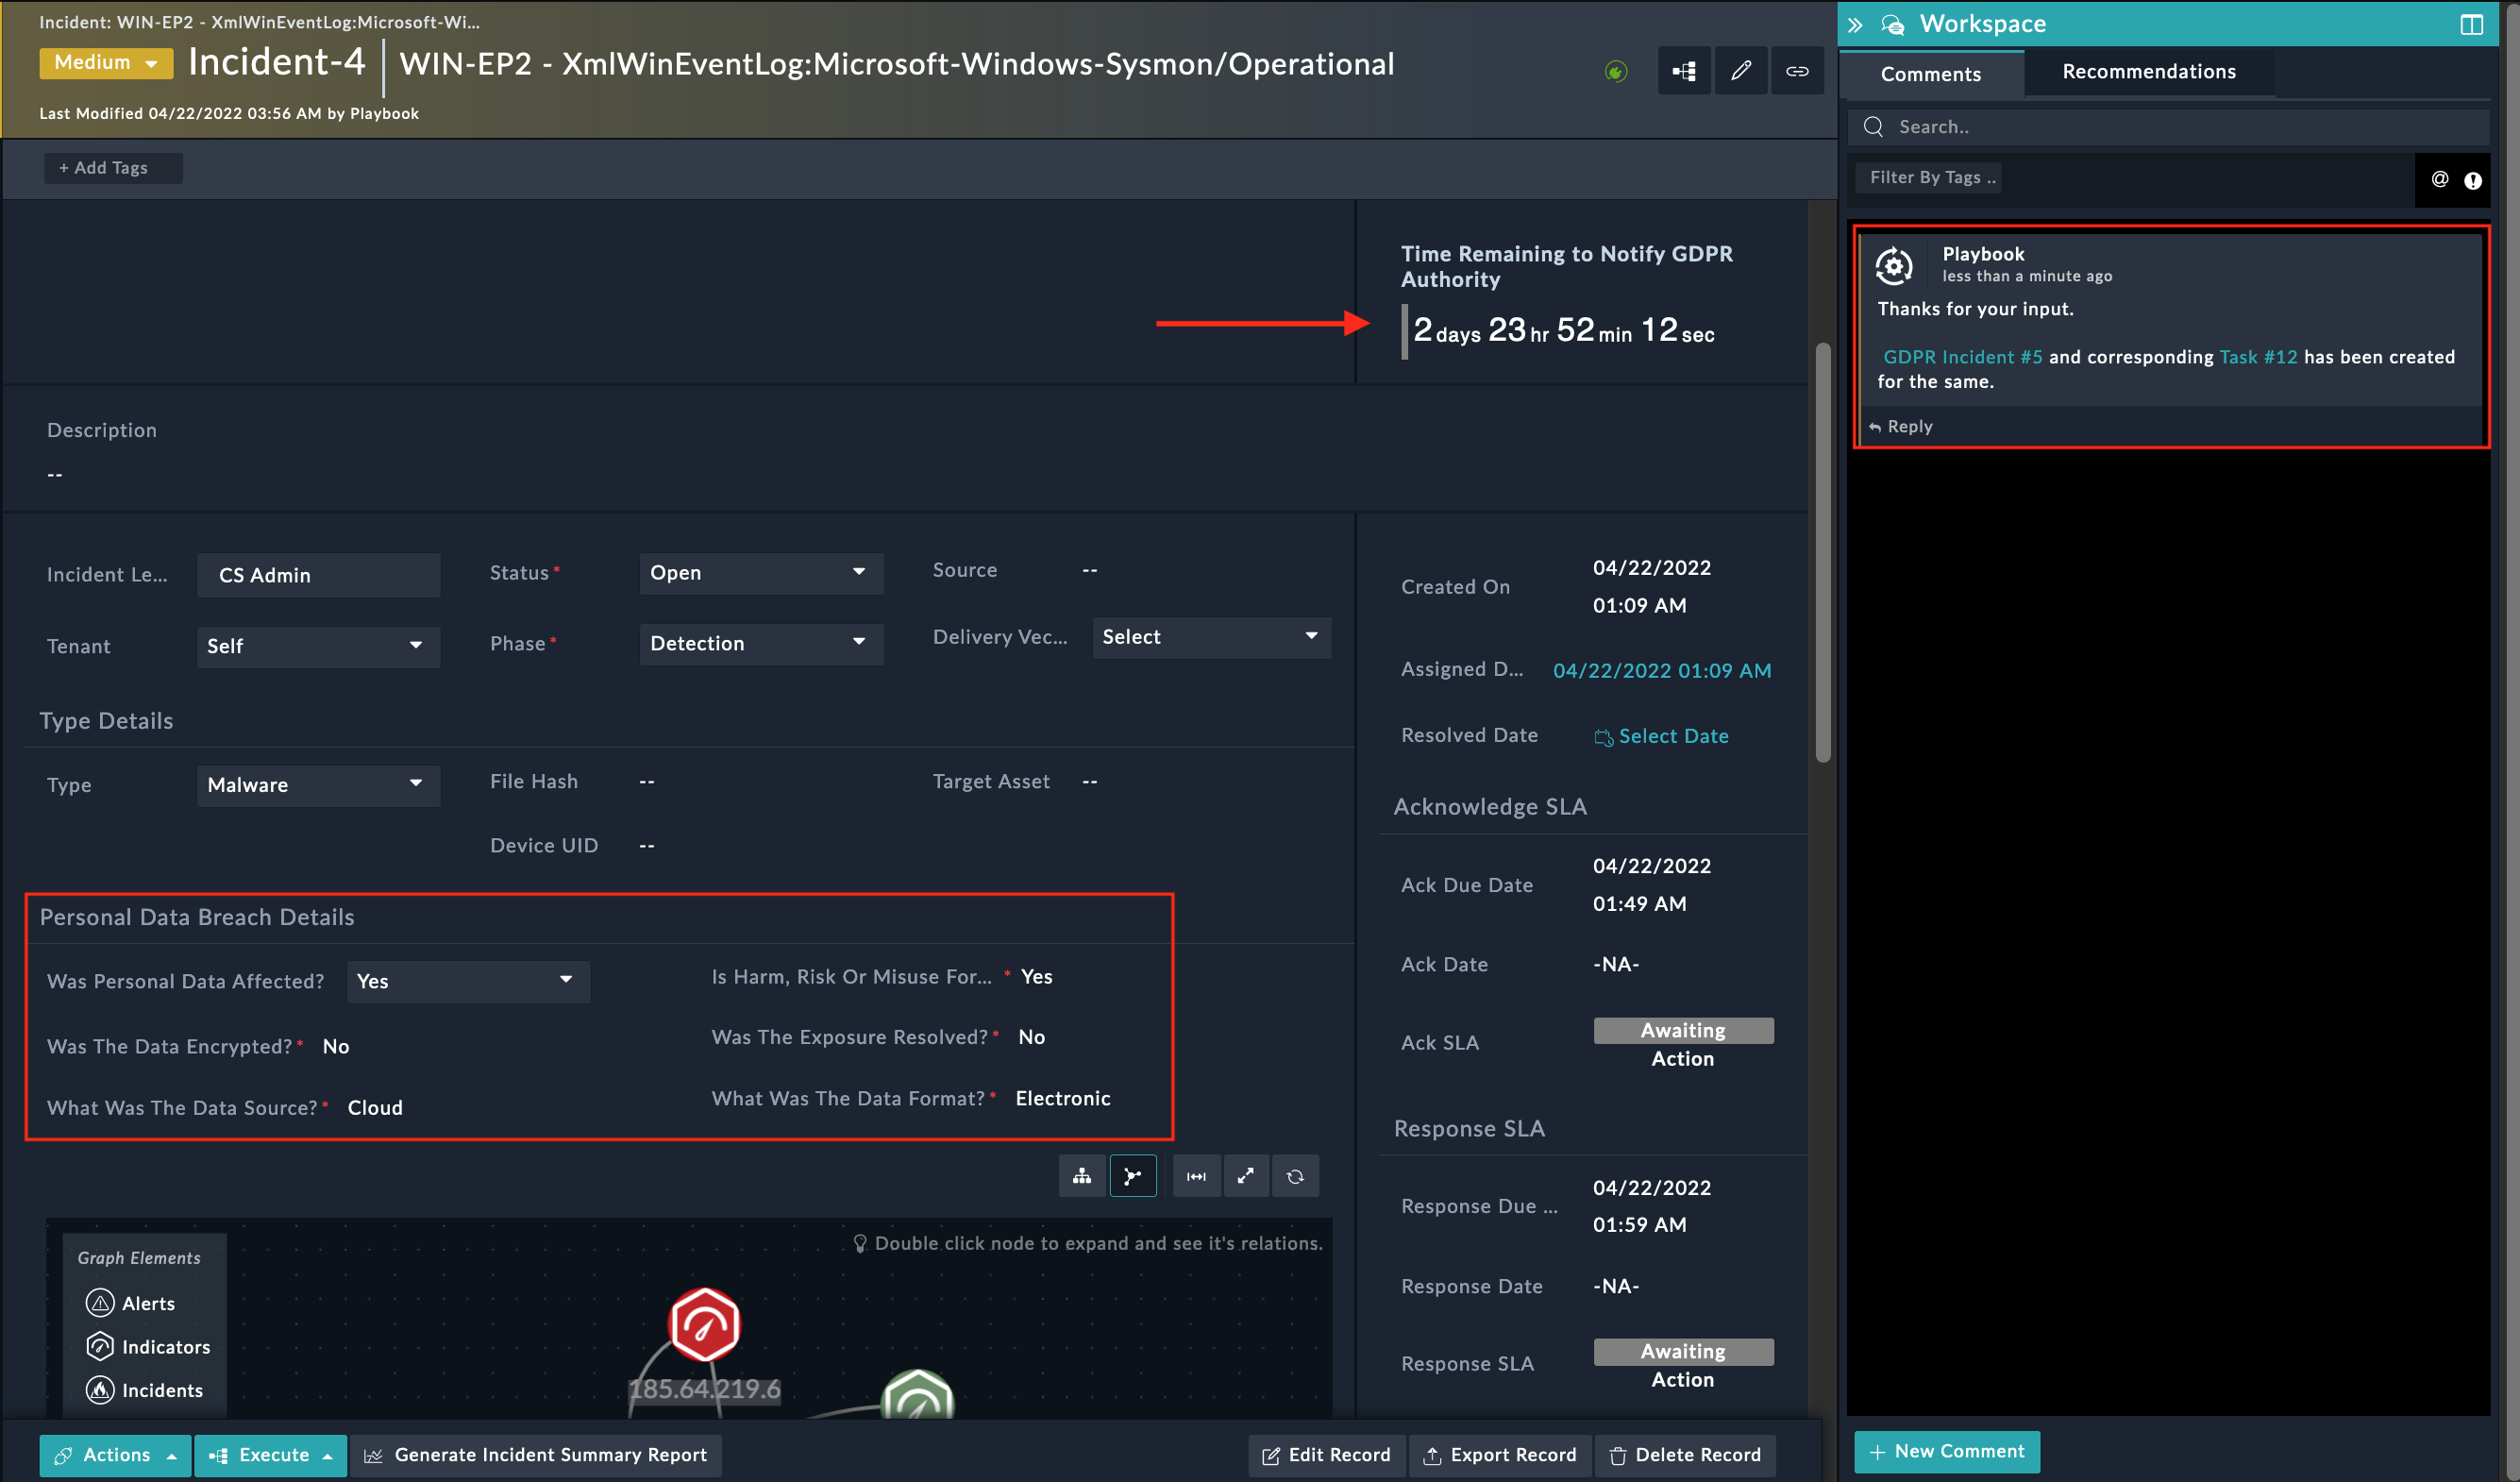 Incident: WIN-EP2 - XmlWinEventLog:Microsoft-Wi...
Medium
Incident-4
WIN-EP2 - XmlWinEventLog:Microsoft-Windows-Sysmon/Operational
Last Modified 04/22/2022 03:56 AM by Playbook
+ Add Tags
Time Remaining to Notify GDPR
Authority
2 days 23 hr 52 min 12 sec
Description
--
Incident Le... CS Admin
Status* Open
Source --
Tenant Self
Phase* Detection
Delivery Vec... Select
Type Details
Type Malware
File Hash --
Target Asset --
Device UID --
Personal Data Breach Details
Was Personal Data Affected? Yes
Is Harm, Risk Or Misuse For... * Yes
Was The Data Encrypted?* No
Was The Exposure Resolved?* No
What Was The Data Source?* Cloud
What Was The Data Format?* Electronic
Double click node to expand and see it's relations.
Graph Elements
Alerts
Indicators
Incidents
185.64.219.6
Created On 04/22/2022
01:09 AM
Assigned D... 04/22/2022 01:09 AM
Resolved Date Select Date
Acknowledge SLA
Ack Due Date 04/22/2022
01:49 AM
Ack Date -NA-
Ack SLA Awaiting
Action
Response SLA
Response Due ... 04/22/2022
01:59 AM
Response Date -NA-
Response SLA Awaiting
Action
Actions
Execute
Generate Incident Summary Report
Edit Record
Export Record
Delete Record
Workspace
Comments
Recommendations
Search..
Filter By Tags ..
@
Playbook
less than a minute ago
Thanks for your input.
GDPR Incident #5 and corresponding Task #12 has been created
for the same.
Reply
+ New Comment